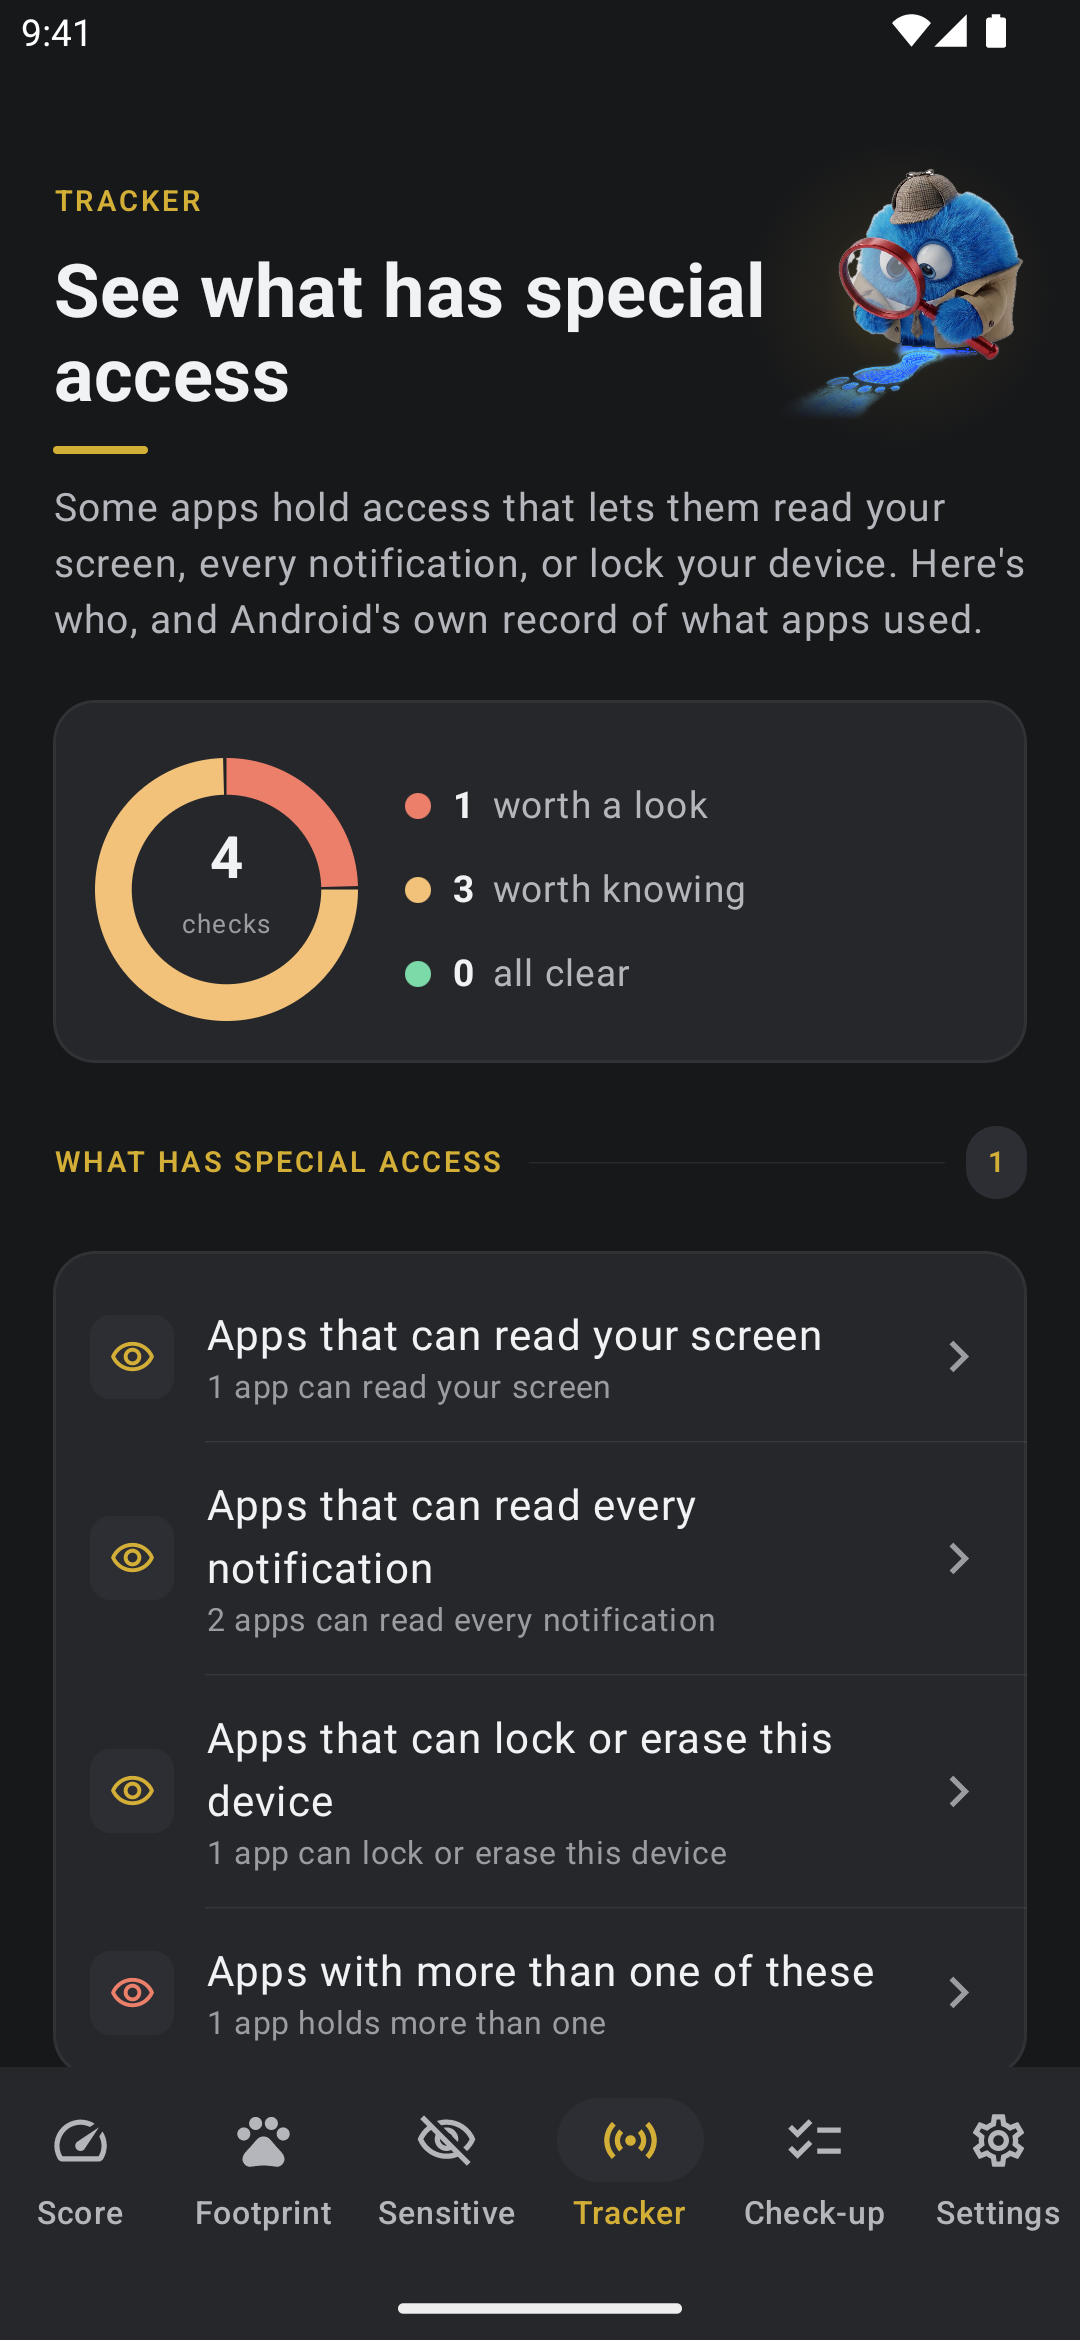 9:41
TRACKER
See what has special
access
Some apps hold access that lets them read your
screen, every notification, or lock your device. Here's
who, and Android's own record of what apps used.
4
checks
1 worth a look
3 worth knowing
0 all clear
WHAT HAS SPECIAL ACCESS
1
Apps that can read your screen
1 app can read your screen
Apps that can read every
notification
2 apps can read every notification
Apps that can lock or erase this
device
1 app can lock or erase this device
Apps with more than one of these
1 app holds more than one
Score
Footprint
Sensitive
Tracker
Check-up
Settings